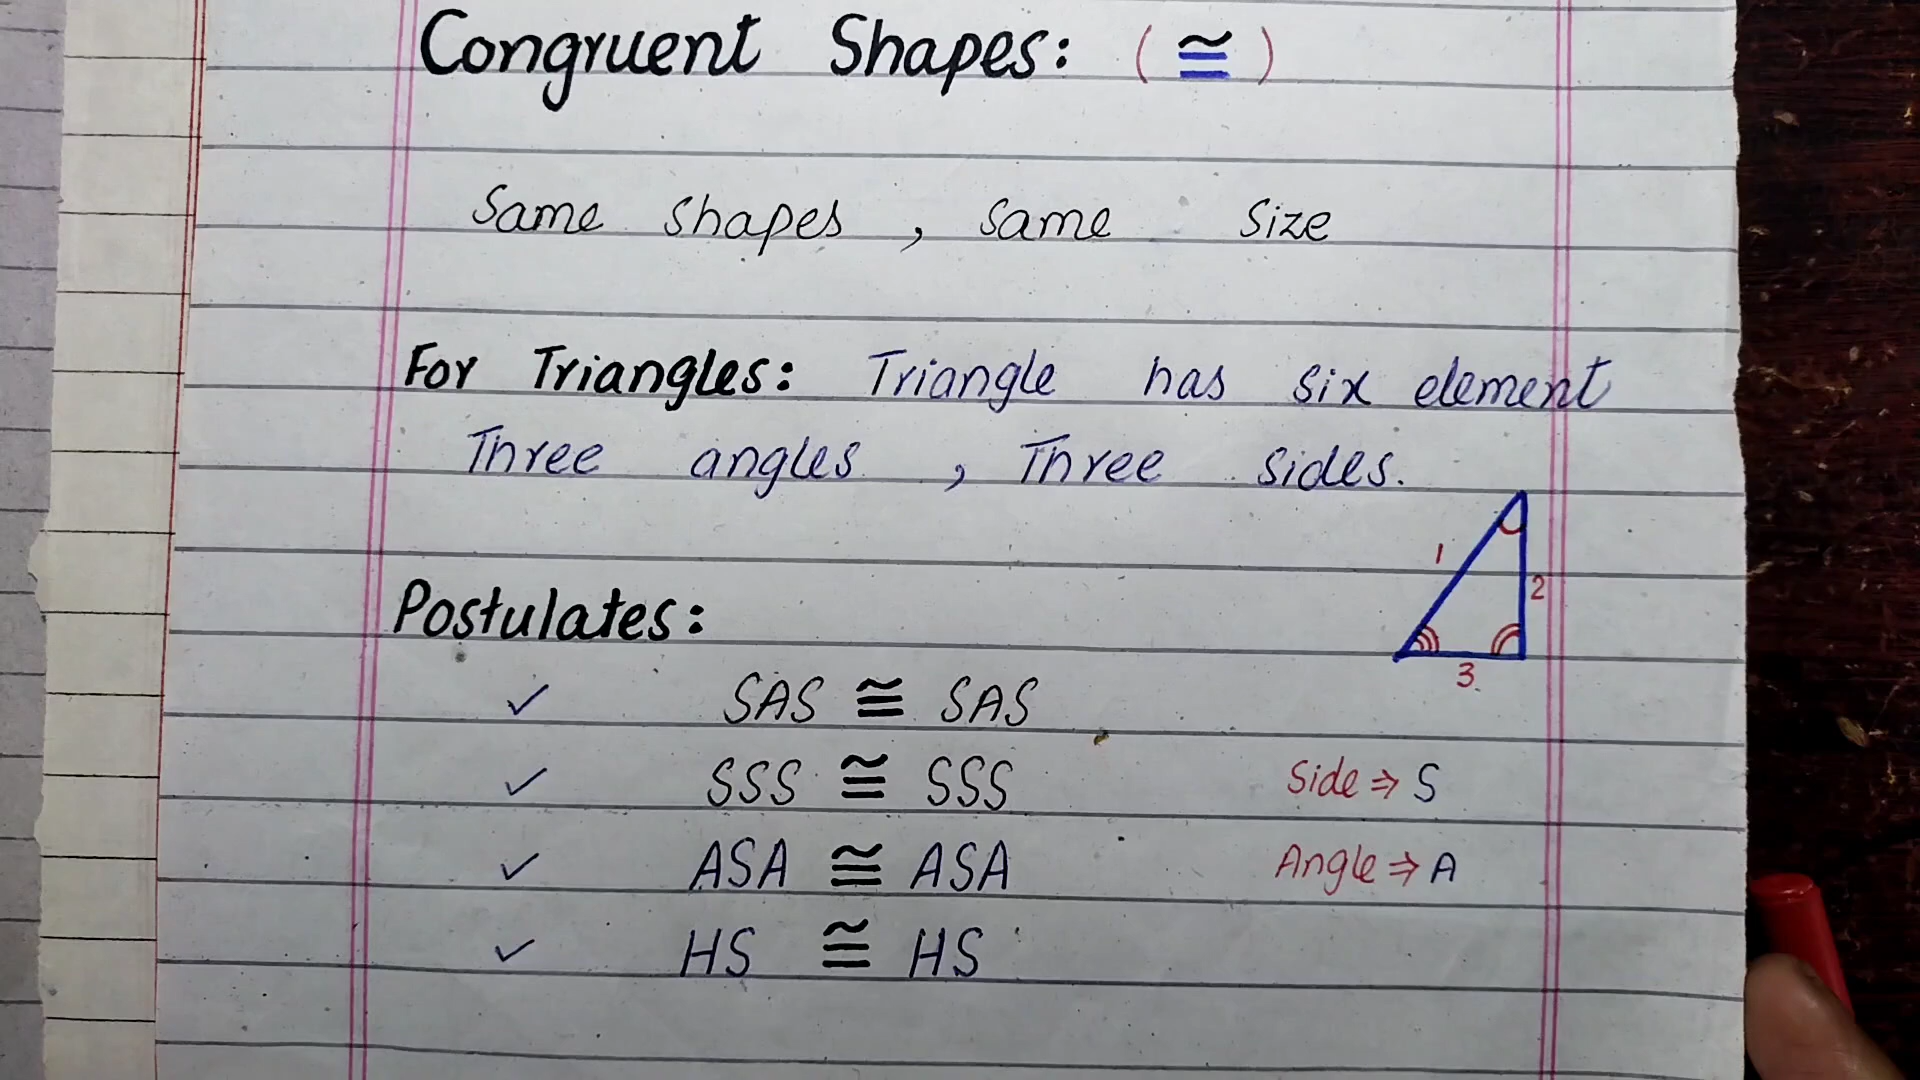 Congruent Shapes: ( ≅ )
Same shapes , same size
For Triangles: Triangle has six element
Three angles , Three sides.
1
2
3
Postulates:
✓ SAS ≅ SAS
✓ SSS ≅ SSS
Side ⇒ S
✓ ASA ≅ ASA
Angle ⇒ A
✓ HS ≅ HS